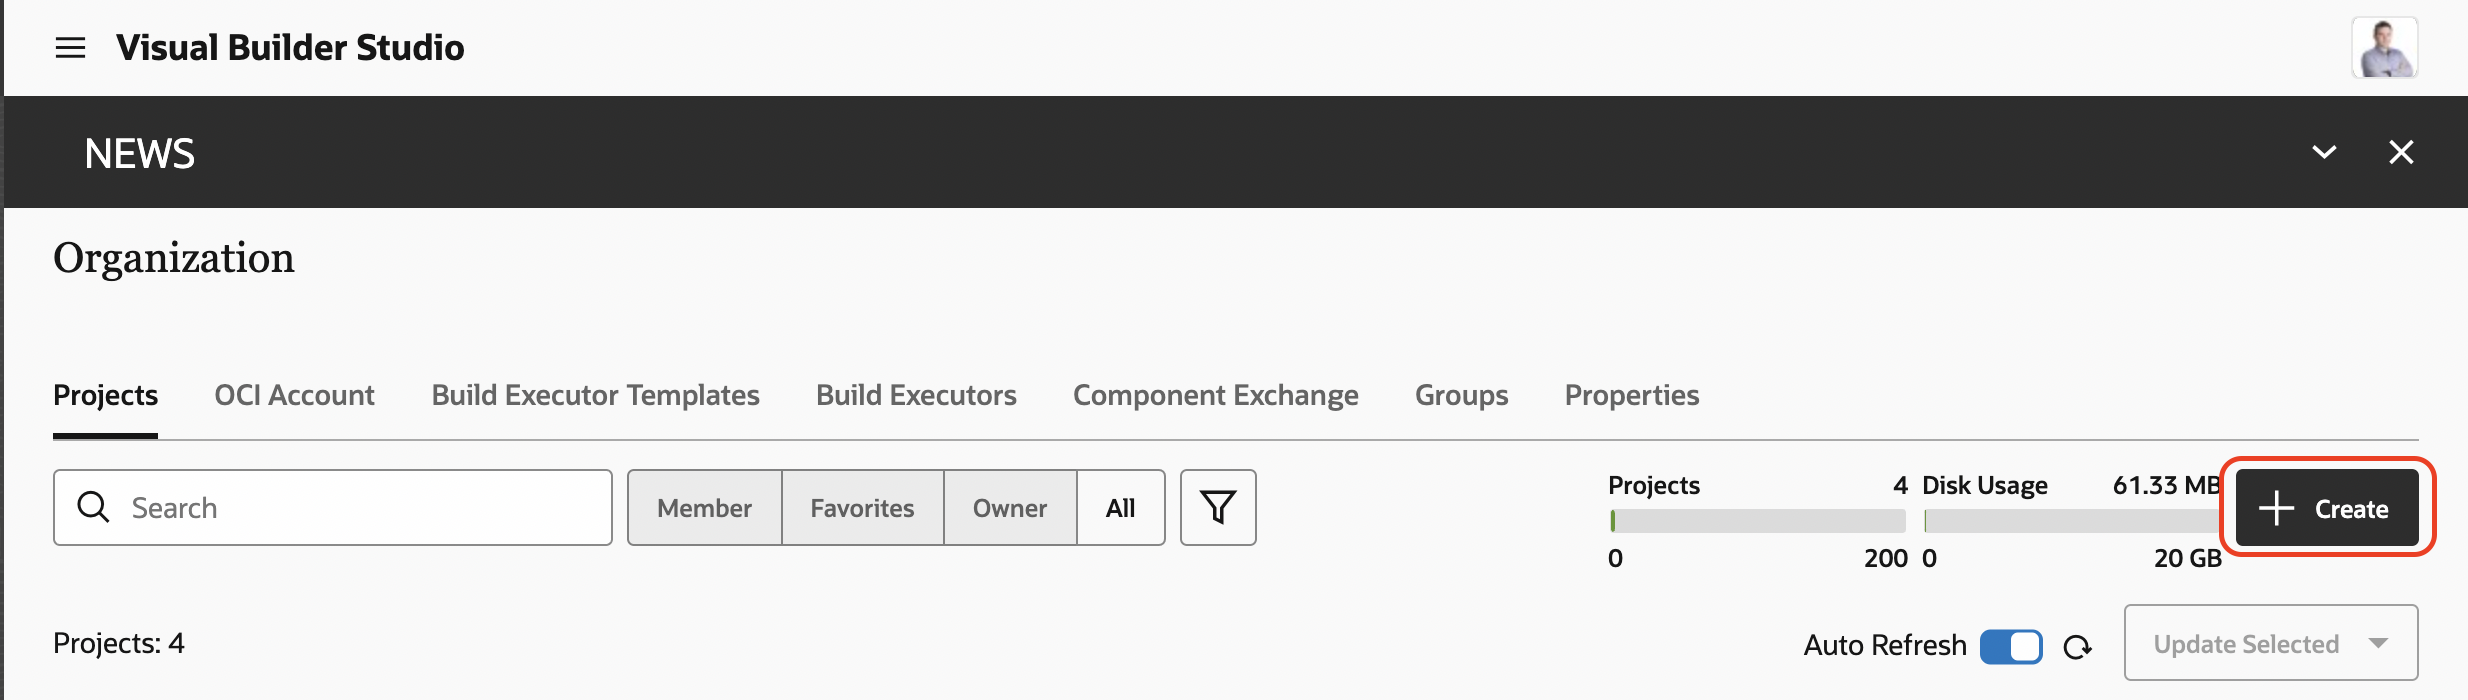 Visual Builder Studio
NEWS
Organization
Projects OCI Account Build Executor Templates Build Executors Component Exchange Groups Properties
Search Member Favorites Owner All
Projects 4 Disk Usage 61.33 MB
0 200 0 20 GB
Create
Projects: 4
Auto Refresh Update Selected